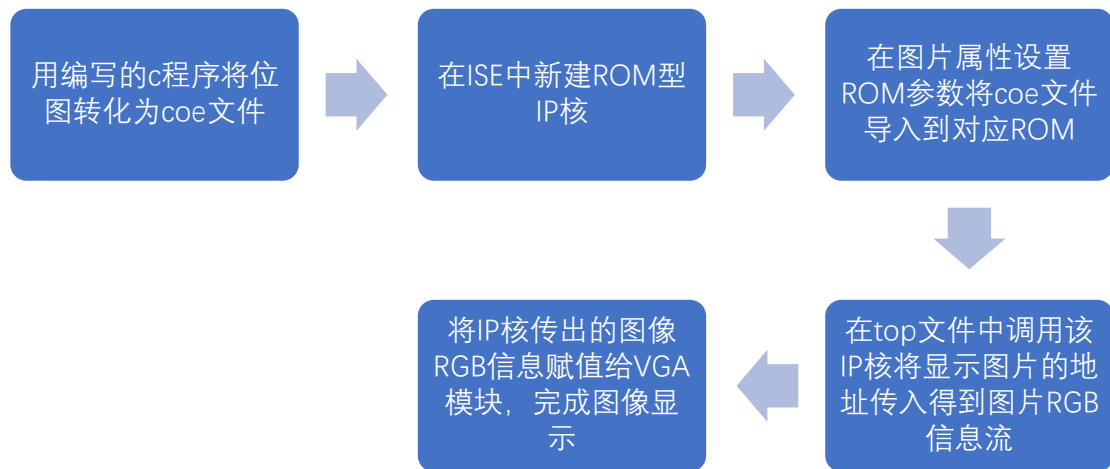 用编写的c程序将位
图转化为coe文件
在ISE中新建ROM型
IP核
在图片属性设置
ROM参数将coe文件
导入到对应ROM
在top文件中调用该
IP核将显示图片的地
址传入得到图片RGB
信息流
将IP核传出的图像
RGB信息赋值给VGA
模块，完成图像显
示